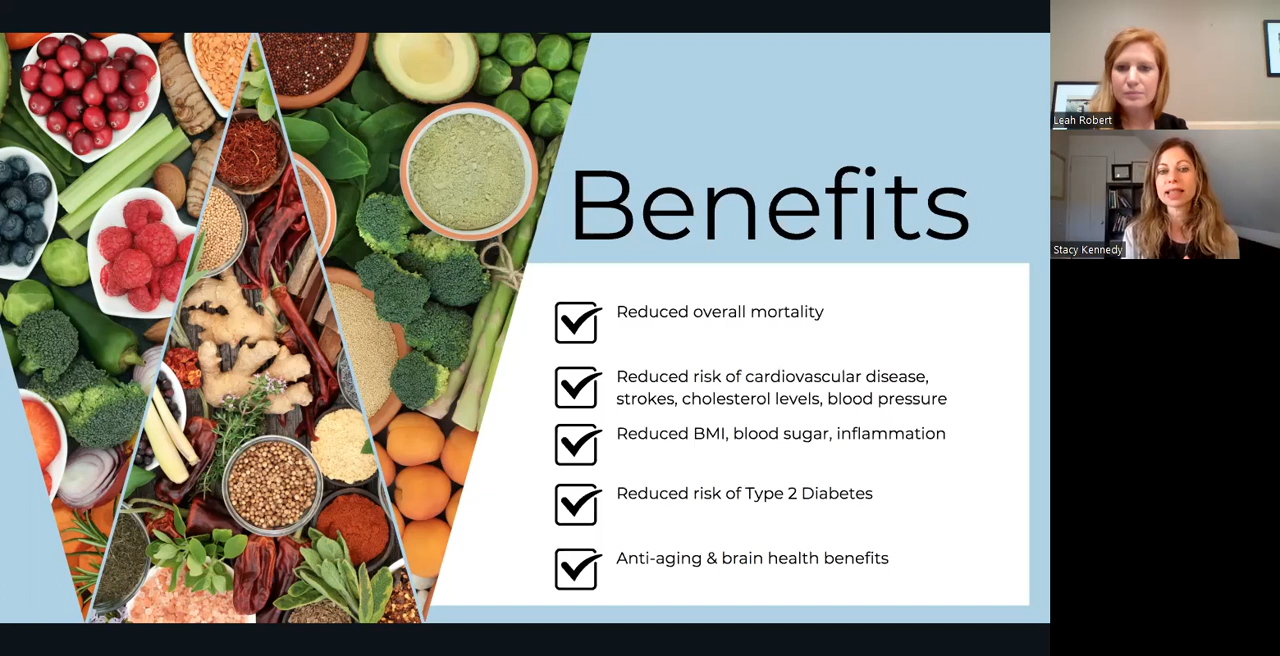 Benefits
Reduced overall mortality
Reduced risk of cardiovascular disease,
strokes, cholesterol levels, blood pressure
Reduced BMI, blood sugar, inflammation
Reduced risk of Type 2 Diabetes
Anti-aging & brain health benefits
Leah Robert
Stacy Kennedy